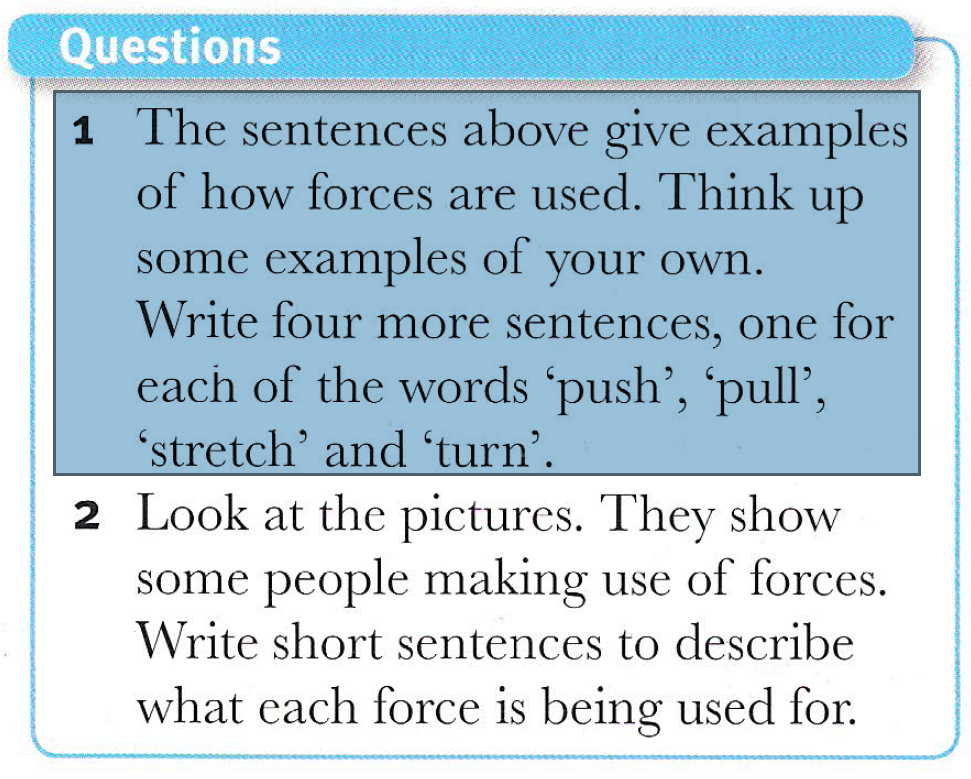 Questions
1 The sentences above give examples
of how forces are used. Think up
some examples of your own.
Write four more sentences, one for
each of the words ‘push’, ‘pull’,
‘stretch’ and ‘turn’.
2 Look at the pictures. They show
some people making use of forces.
Write short sentences to describe
what each force is being used for.